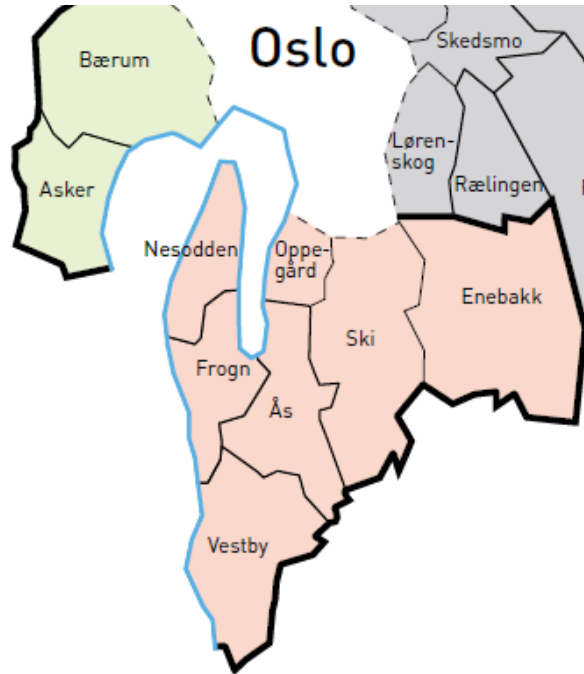 Oslo
Skedsmo
Bærum
Løren-
skog
Rælingen
Asker
Nesodden
Oppe-
gård
Enebakk
Ski
Frogn
Ås
Vestby